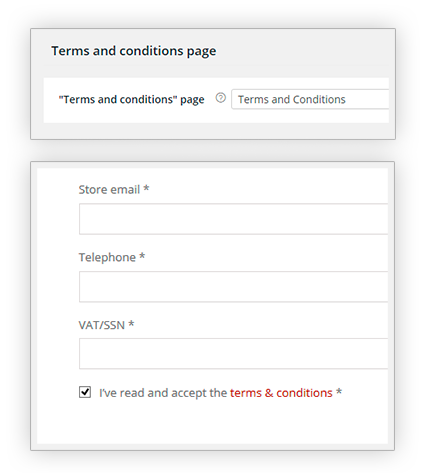 Terms and conditions page
"Terms and conditions" page ? Terms and Conditions
Store email *
Telephone *
VAT/SSN *
I've read and accept the terms & conditions *